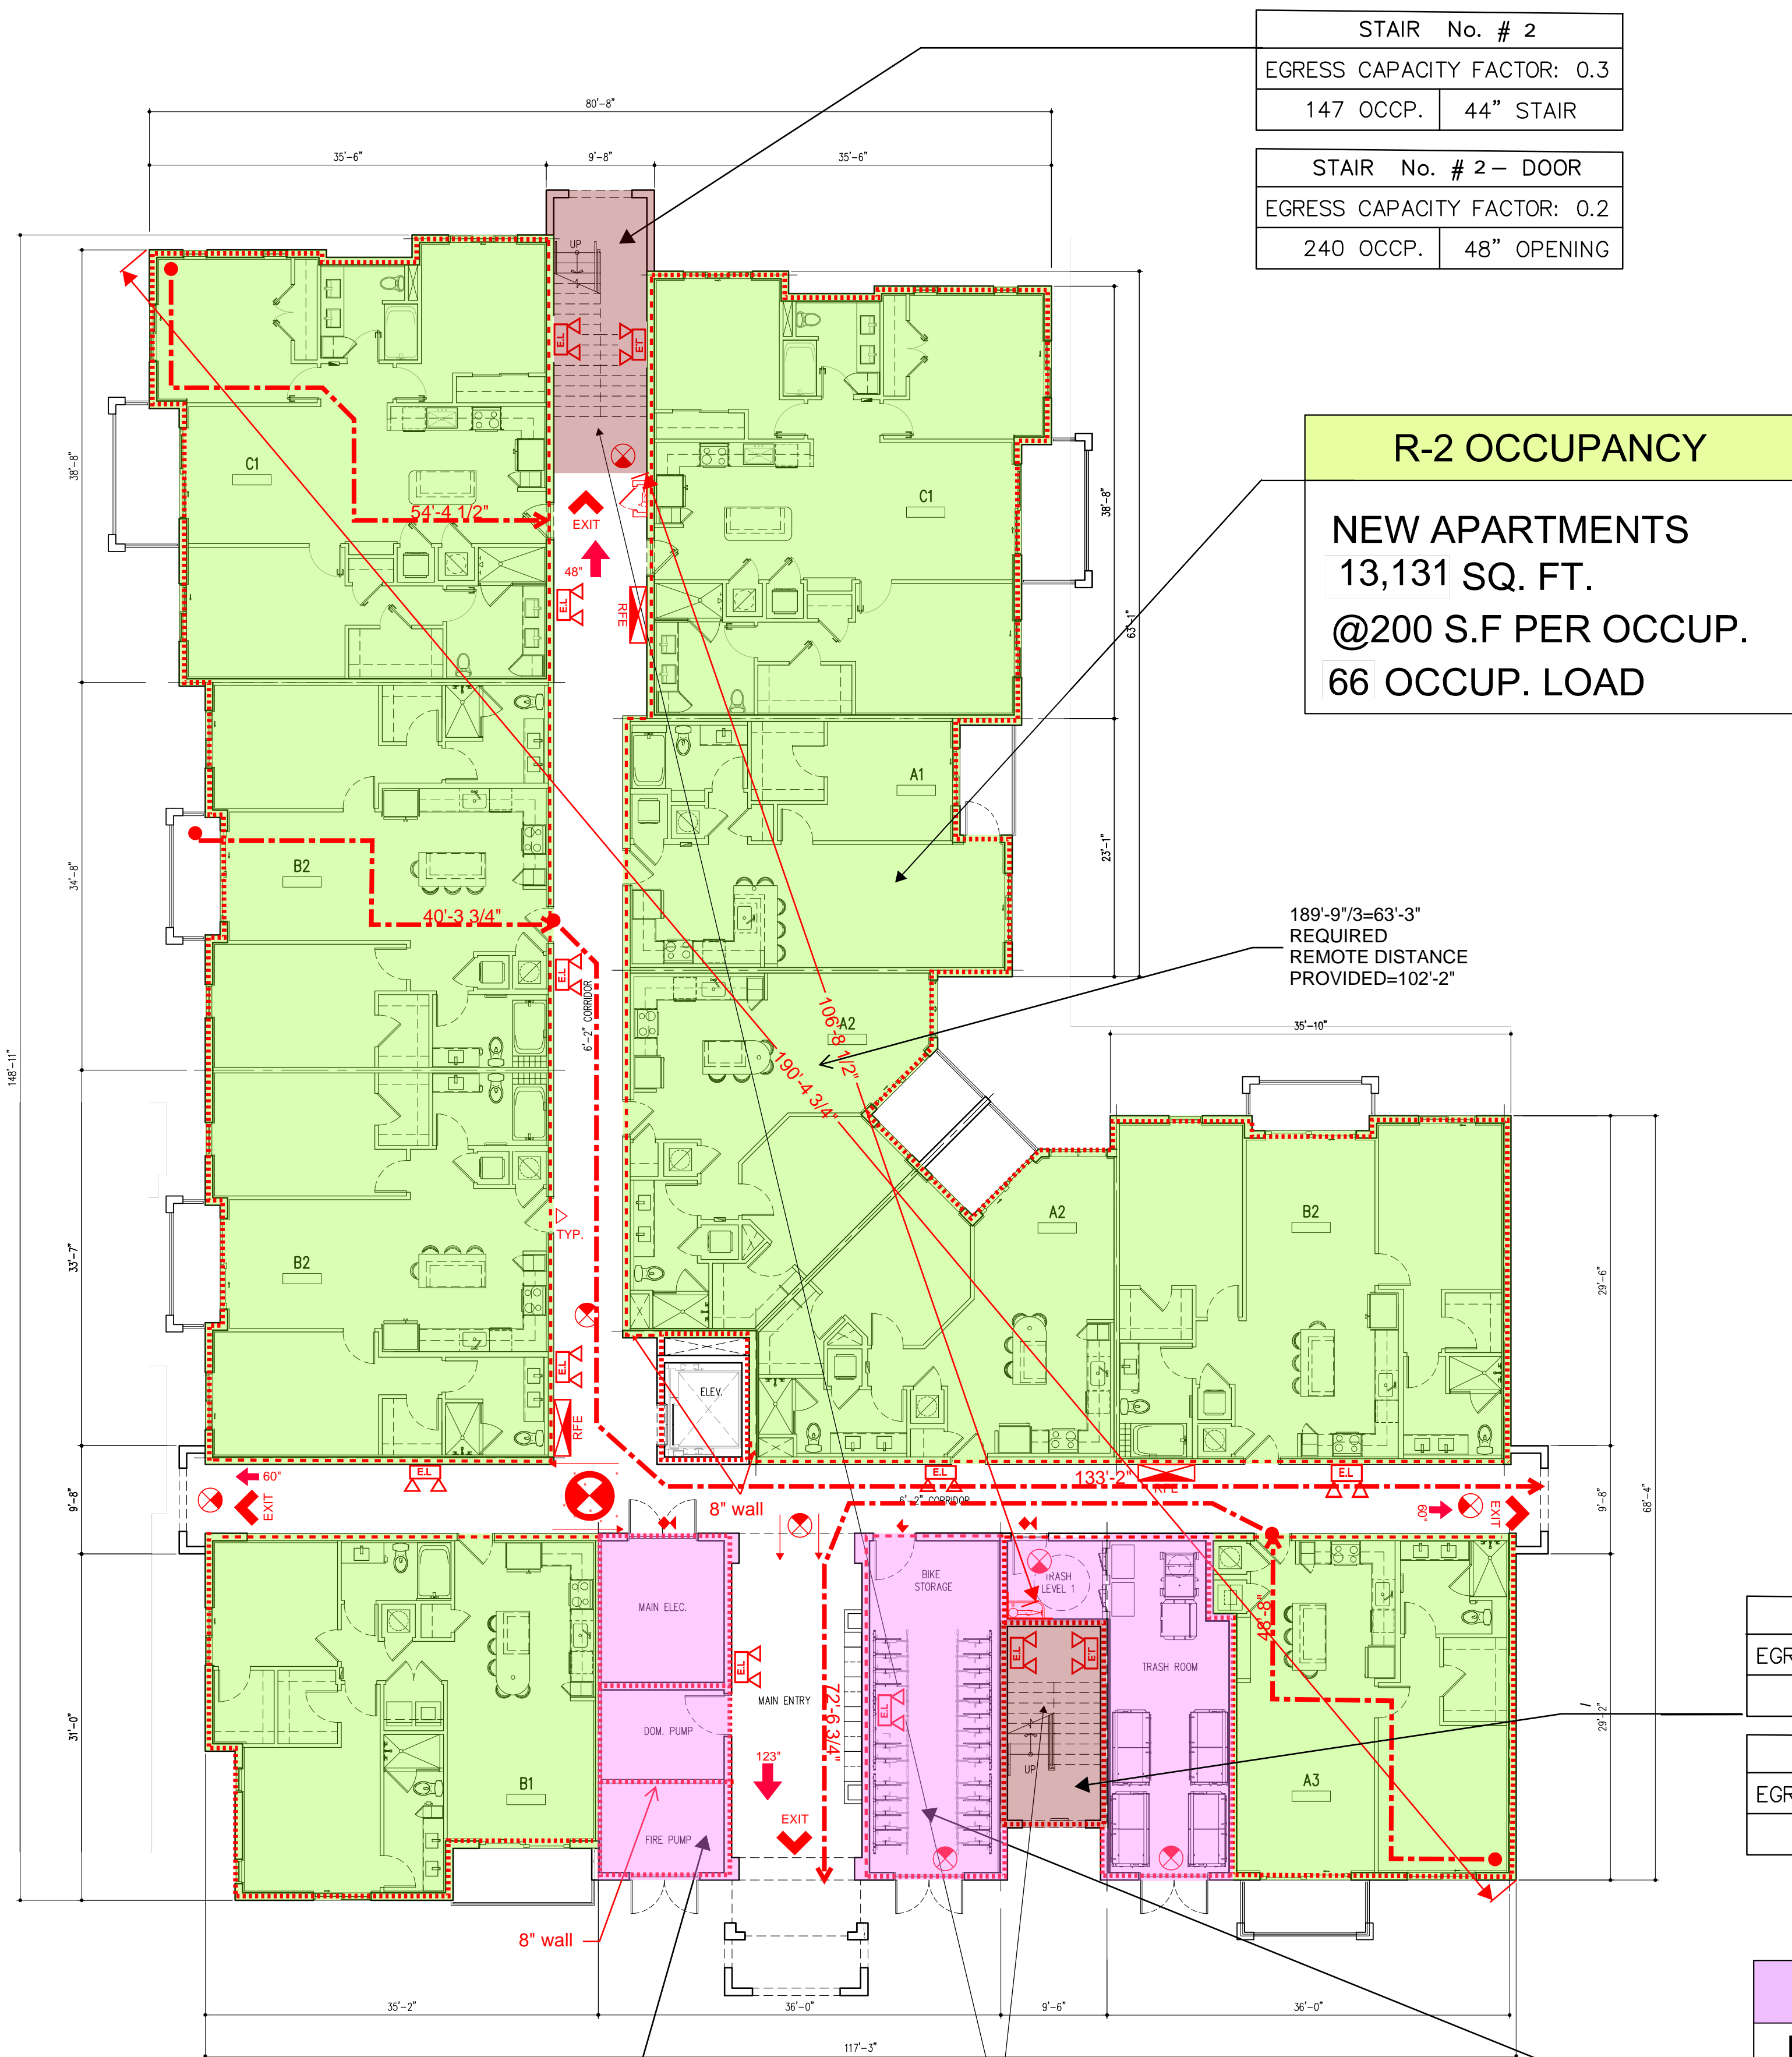 STAIR No. # 2
EGRESS CAPACITY FACTOR: 0.3
147 OCCP. 44" STAIR
STAIR No. # 2 – DOOR
EGRESS CAPACITY FACTOR: 0.2
240 OCCP. 48" OPENING
80'-8"
35'-6" 9'-8" 35'-6"
UP
E.L E.L
R-2 OCCUPANCY
NEW APARTMENTS
13,131 SQ. FT.
@200 S.F PER OCCUP.
66 OCCUP. LOAD
38'-8"
C1
C1
38'-8"
54'-4 1/2"
EXIT
48"
E.L
RFE
63'-1"
A1
34'-8"
B2
23'-1"
40'-3 3/4"
E.L
6'-2" CORRIDOR
189'-9"/3=63'-3"
REQUIRED
REMOTE DISTANCE
PROVIDED=102'-2"
106'-8 1/2"
A2
190'-4 3/4"
35'-10"
148'-11"
TYP.
A2
B2
33'-7"
B2
29'-6"
E.L
RFE
ELEV.
60"
EXIT
E.L
E.L
133'-2"
RFE
E.L
8" wall
6'-2" CORRIDOR
60"
EXIT
9'-8"
9'-8"
68'-4"
BIKE
STORAGE
TRASH
LEVEL 1
MAIN ELEC.
48'-8"
E.L
E.L E.L
TRASH ROOM
MAIN ENTRY
72'-6 3/4"
E.L
DOM. PUMP
31'-0"
29'-2"
EGR
123"
UP
B1
A3
EGR
EXIT
FIRE PUMP
8" wall
35'-2" 36'-0" 9'-6" 36'-0"
117'-3"